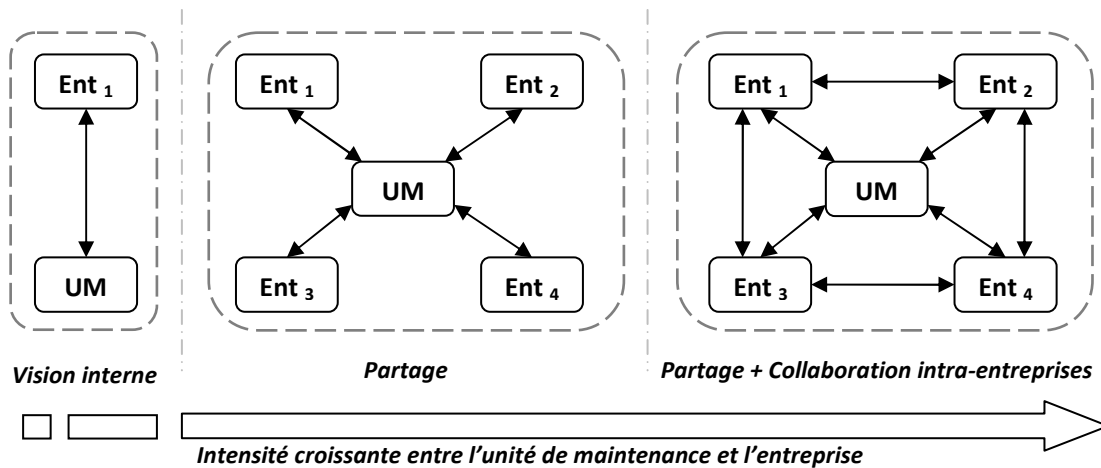 Ent 1
UM
Ent 1
Ent 2
UM
Ent 3
Ent 4
Ent 1
Ent 2
UM
Ent 3
Ent 4
Vision interne
Partage
Partage + Collaboration intra-entreprises
Intensité croissante entre l’unité de maintenance et l’entreprise